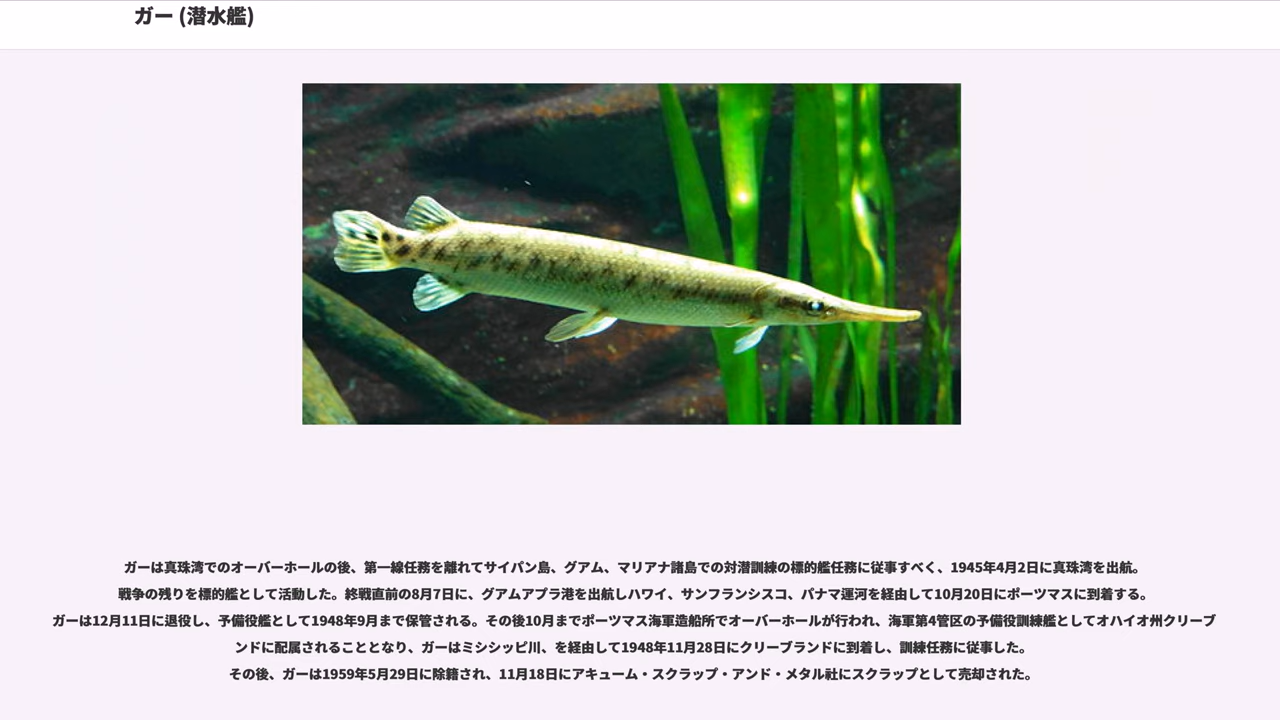 ガー (潜水艦)
ガーは真珠湾でのオーバーホールの後、第一線任務を離れてサイパン島、グアム、マリアナ諸島での対潜訓練の標的艦任務に従事すべく、1945年4月2日に真珠湾を出航。
戦争の残りを標的艦として活動した。終戦直前の8月7日に、グアムアプラ港を出航しハワイ、サンフランシスコ、パナマ運河を経由して10月20日にポーツマスに到着する。
ガーは12月11日に退役し、予備役艦として1948年9月まで保管される。その後10月までポーツマス海軍造船所でオーバーホールが行われ、海軍第4管区の予備役訓練艦としてオハイオ州クリーブ
ンドに配属されることとなり、ガーはミシシッピ川、を経由して1948年11月28日にクリーブランドに到着し、訓練任務に従事した。
その後、ガーは1959年5月29日に除籍され、11月18日にアキューム・スクラップ・アンド・メタル社にスクラップとして売却された。